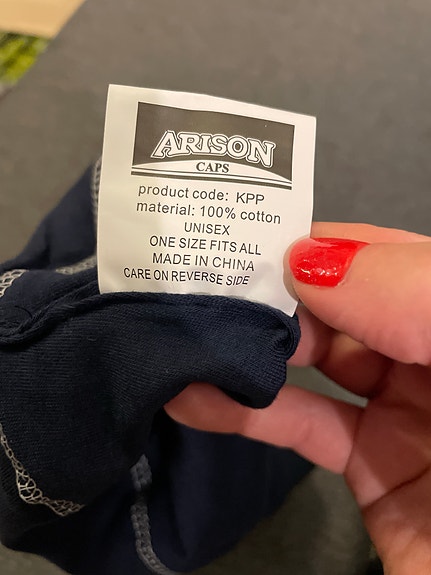 ARISON
CAPS
product code: KPP
material: 100% cotton
UNISEX
ONE SIZE FITS ALL
MADE IN CHINA
CARE ON REVERSE SIDE